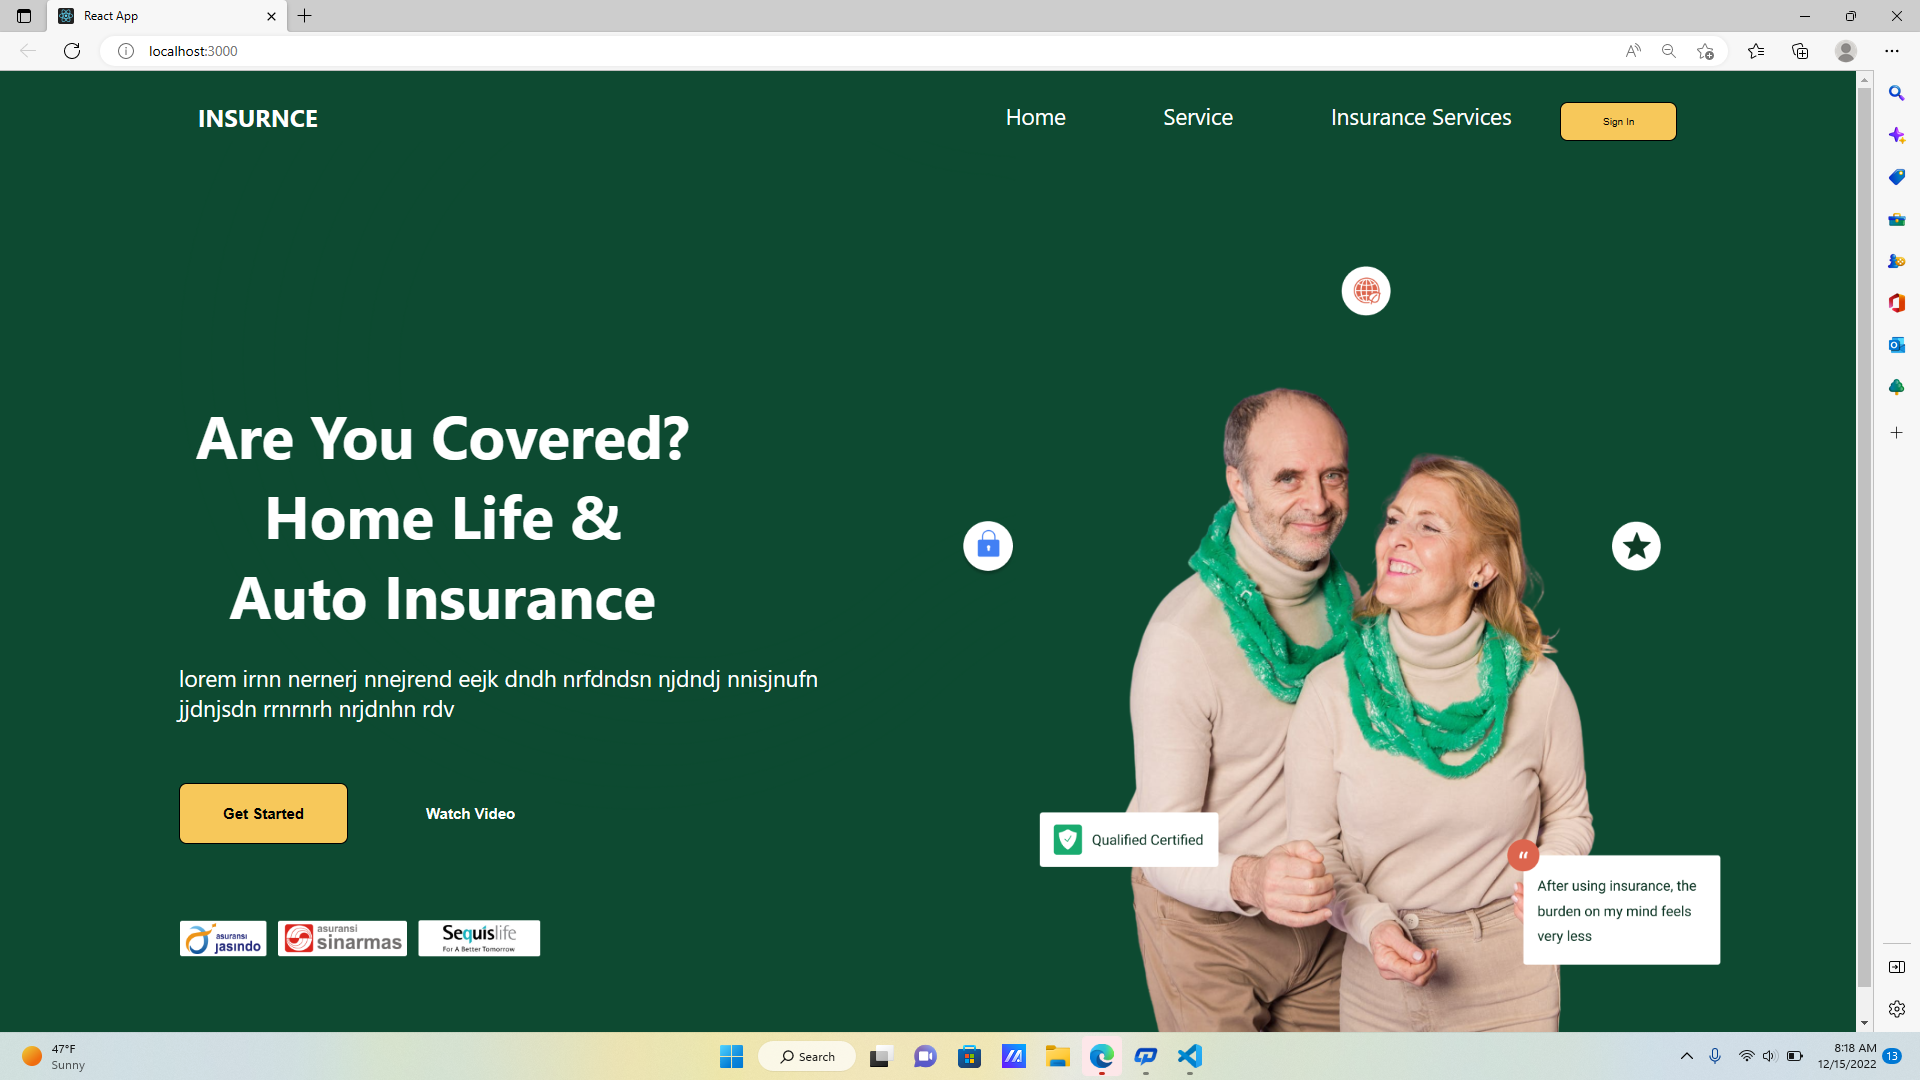 React App
localhost:3000
INSURNCE
Home
Service
Insurance Services
Sign In
Are You Covered?
Home Life &
Auto Insurance
lorem irnn nernerj nnejrend eejk dndh nrfdndsn njdndj nnisjnufn
jjdnjsdn rrnrnrh nrjdnhn rdv
Get Started
Watch Video
asuransi
jasindo
asuransi
sinarmas
Sequislife
For A Better Tomorrow
Qualified Certified
“
After using insurance, the
burden on my mind feels
very less
47°F
Sunny
Search
8:18 AM
12/15/2022
13